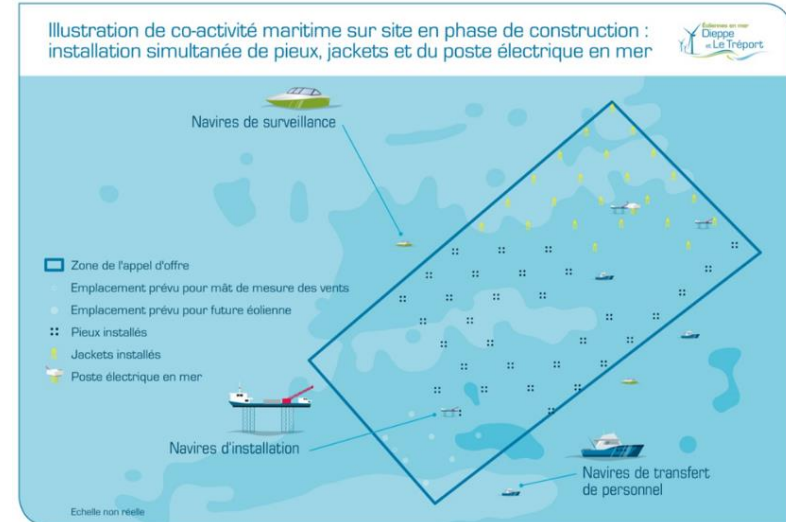 Illustration de co-activité maritime sur site en phase de construction :
installation simultanée de pieux, jackets et du poste électrique en mer
Éoliennes en mer
Dieppe
et Le Tréport
Navires de surveillance
Zone de l'appel d'offre
Emplacement prévu pour mât de mesure des vents
Emplacement prévu pour future éolienne
Pieux installés
Jackets installés
Poste électrique en mer
Navires d'installation
Navires de transfert
de personnel
Echelle non réelle